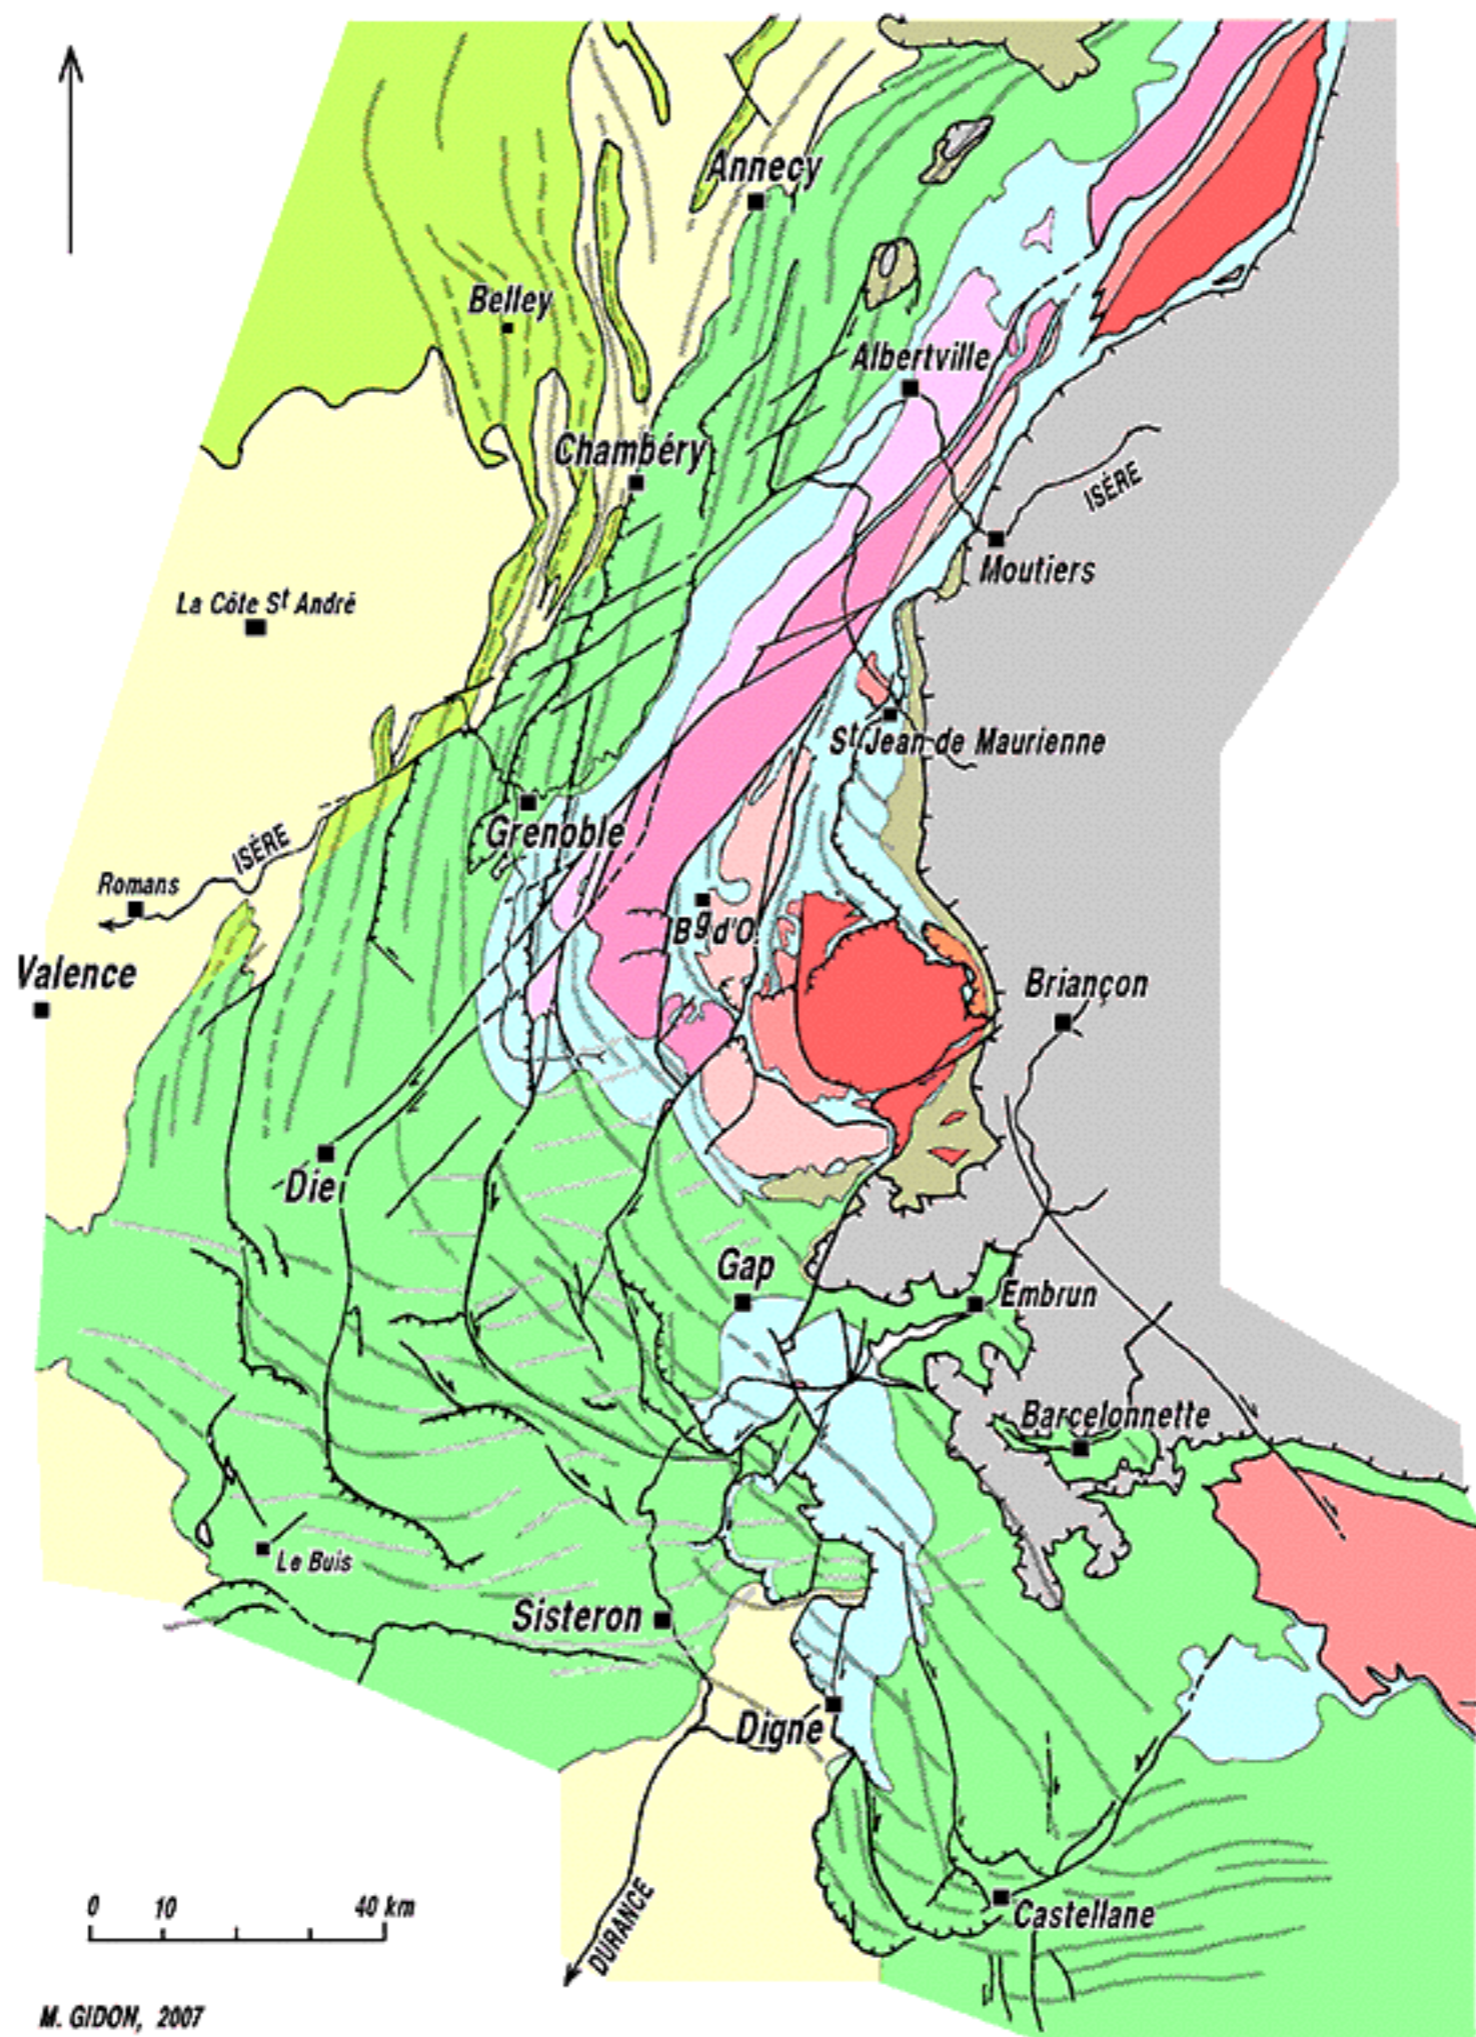 Annecy
Belley
Albertville
Chambéry
ISÈRE
Moutiers
La Côte St André
St Jean de Maurienne
Grenoble
ISÈRE
Romans
Bg d'O.
Valence
Briançon
Die
Gap
Embrun
Barcelonnette
Le Buis
Sisteron
Digne
0 10 40 km
Castellane
DURANCE
M. GIDON, 2007